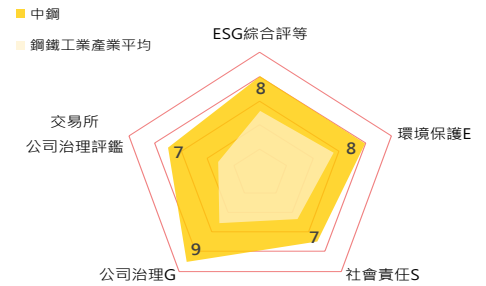 中鋼
鋼鐵工業產業平均
ESG綜合評等
8
環境保護E
8
社會責任S
7
公司治理G
9
交易所
公司治理評鑑
7